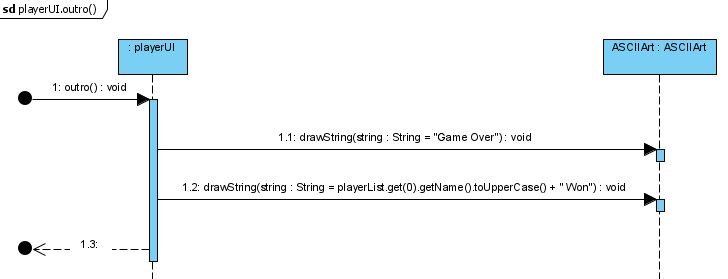 sd playerUI.outro()
: playerUI
ASCIIArt : ASCIIArt
1: outro() : void
1.1: drawString(string : String = "Game Over") : void
1.2: drawString(string : String = playerList.get(0).getName().toUpperCase() + " Won") : void
1.3: